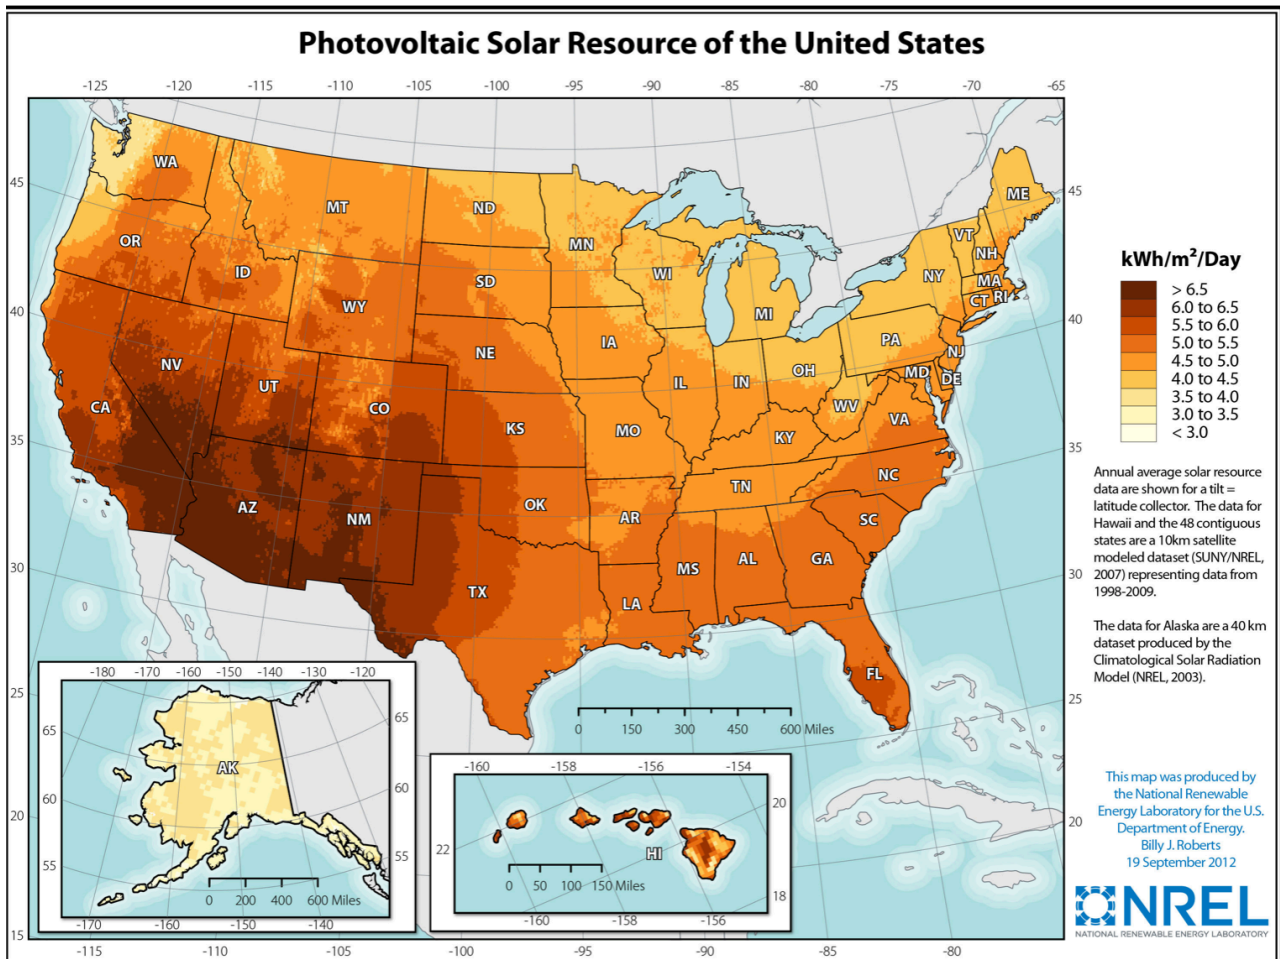 Photovoltaic Solar Resource of the United States
-125 -120 -115 -110 -105 -100 -95 -90 -85 -80 -75 -70 -65
45
40
35
30
25
20
15
45
40
35
30
25
20
-115 -110 -105 -100 -95 -90 -85 -80
WA
OR
CA
NV
ID
MT
WY
UT
AZ
CO
NM
ND
SD
NE
KS
OK
TX
MN
IA
MO
AR
LA
WI
IL
MI
IN
OH
KY
TN
MS
AL
GA
FL
SC
NC
VA
WV
MD
DE
NJ
PA
NY
CT
RI
MA
VT
NH
ME
0 150 300 450 600 Miles
-180 -170 -160 -150 -140 -130 -120
65
60
55
65
60
55
AK
0 200 400 600 Miles
-170 -160 -150 -140
-160 -158 -156 -154
20
22
18
HI
0 50 100 150 Miles
-160 -158 -156
kWh/m²/Day
> 6.5
6.0 to 6.5
5.5 to 6.0
5.0 to 5.5
4.5 to 5.0
4.0 to 4.5
3.5 to 4.0
3.0 to 3.5
< 3.0
Annual average solar resource
data are shown for a tilt =
latitude collector. The data for
Hawaii and the 48 contiguous
states are a 10km satellite
modeled dataset (SUNY/NREL,
2007) representing data from
1998-2009.
The data for Alaska are a 40 km
dataset produced by the
Climatological Solar Radiation
Model (NREL, 2003).
This map was produced by
the National Renewable
Energy Laboratory for the U.S.
Department of Energy.
Billy J. Roberts
19 September 2012
NREL
NATIONAL RENEWABLE ENERGY LABORATORY